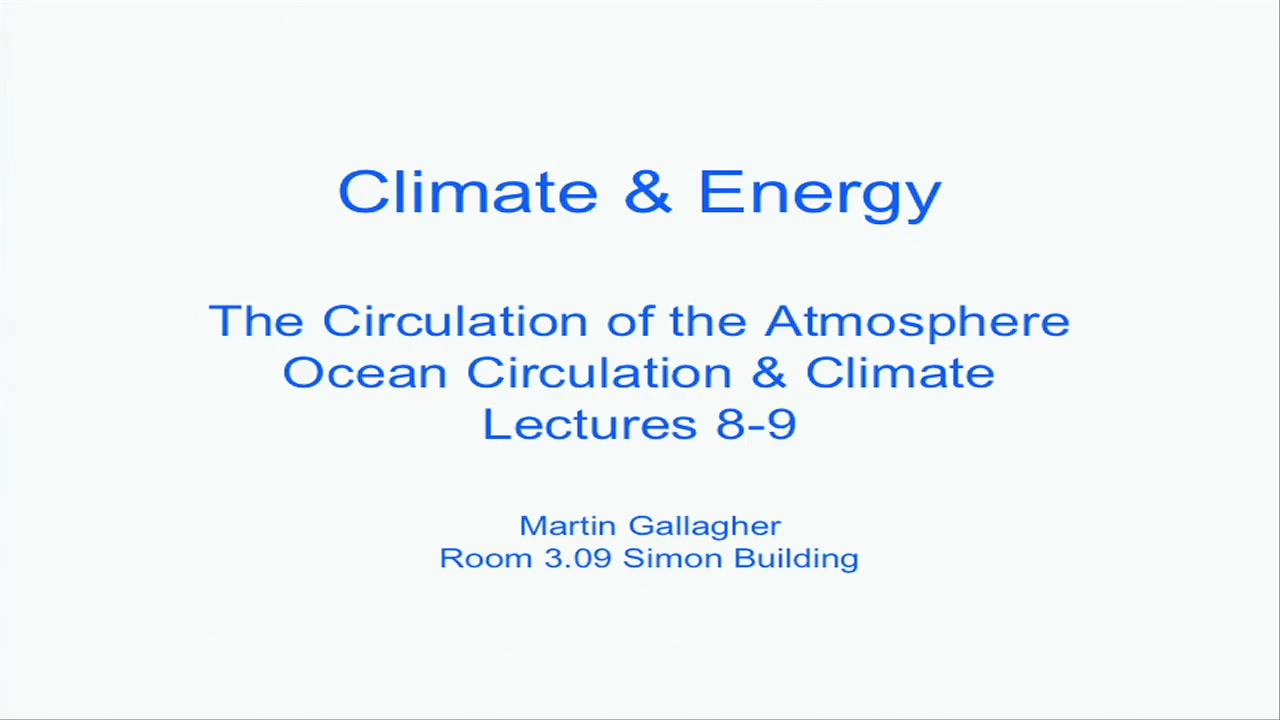 Climate & Energy
The Circulation of the Atmosphere
Ocean Circulation & Climate
Lectures 8-9
Martin Gallagher
Room 3.09 Simon Building